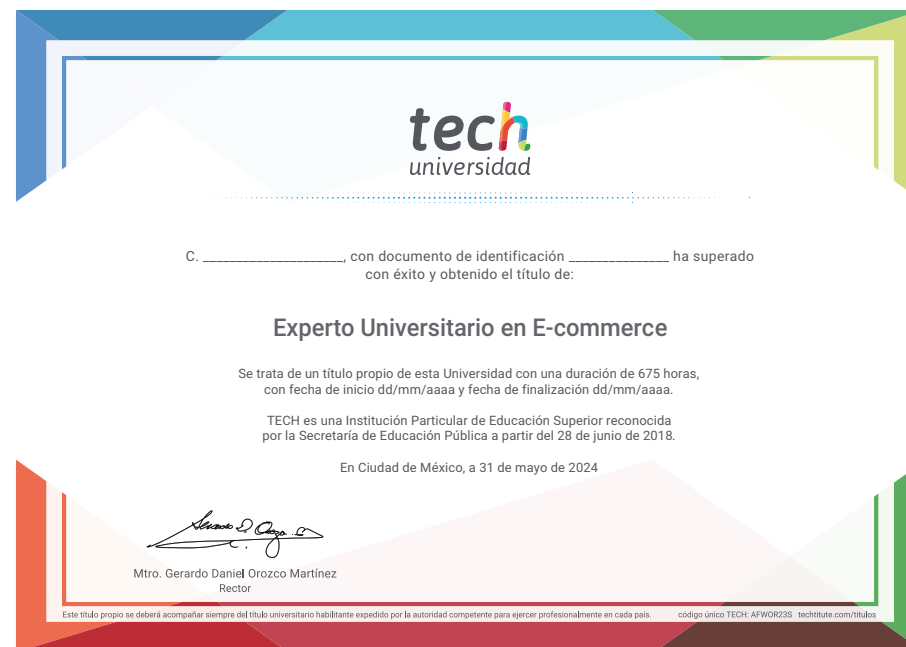 tech
universidad
C. _____________________, con documento de identificación _______________ ha superado
con éxito y obtenido el título de:
Experto Universitario en E-commerce
Se trata de un título propio de esta Universidad con una duración de 675 horas,
con fecha de inicio dd/mm/aaaa y fecha de finalización dd/mm/aaaa.
TECH es una Institución Particular de Educación Superior reconocida
por la Secretaría de Educación Pública a partir del 28 de junio de 2018.
En Ciudad de México, a 31 de mayo de 2024
Mtro. Gerardo Daniel Orozco Martínez
Rector
Este título propio se deberá acompañar siempre del título universitario habilitante expedido por la autoridad competente para ejercer profesionalmente en cada país. código único TECH: AFWOR23S techtitute.com/titulos